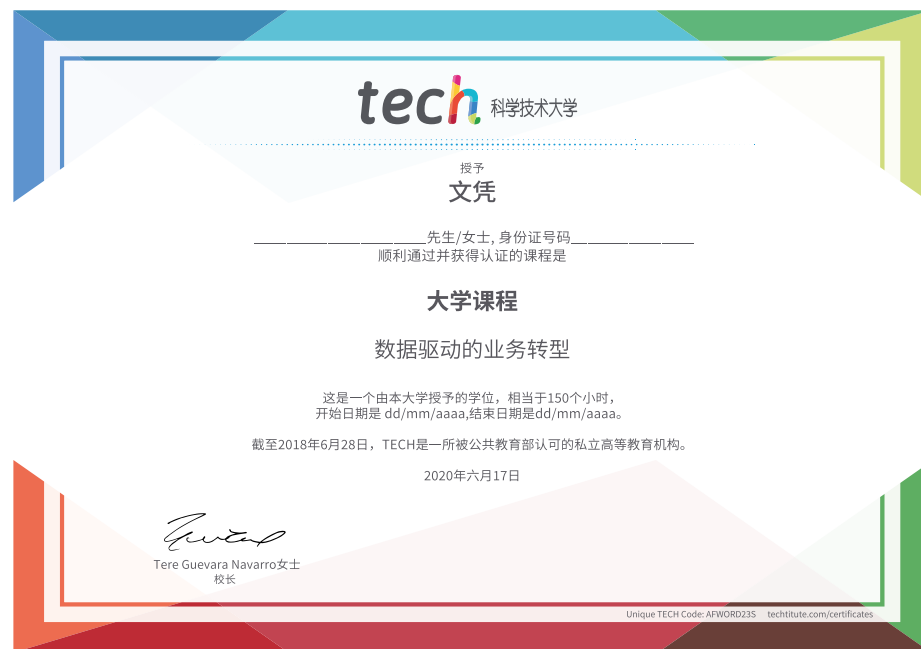 tech 科学技术大学
授予
文凭
______________________先生/女士, 身份证号码________________
顺利通过并获得认证的课程是
大学课程
数据驱动的业务转型
这是一个由本大学授予的学位，相当于150个小时，
开始日期是 dd/mm/aaaa,结束日期是dd/mm/aaaa。
截至2018年6月28日，TECH是一所被公共教育部认可的私立高等教育机构。
2020年六月17日
Tere Guevara Navarro女士
校长
Unique TECH Code: AFWORD23S techtitute.com/certificates